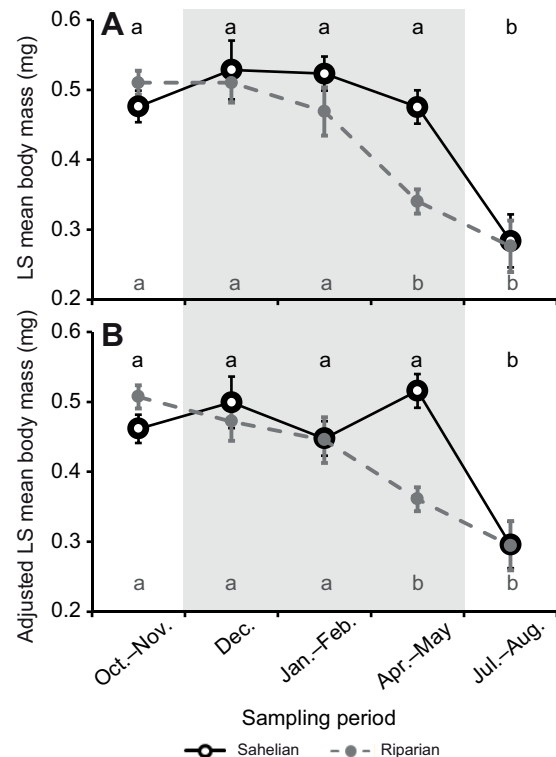 A
a a a a b
0.6
0.5
0.4
0.3
0.2
LS mean body mass (mg)
a a a b b
B
a a a a b
0.6
0.5
0.4
0.3
0.2
Adjusted LS mean body mass (mg)
a a a b b
Oct.–Nov. Dec. Jan.–Feb. Apr.–May Jul.–Aug.
Sampling period
Sahelian Riparian